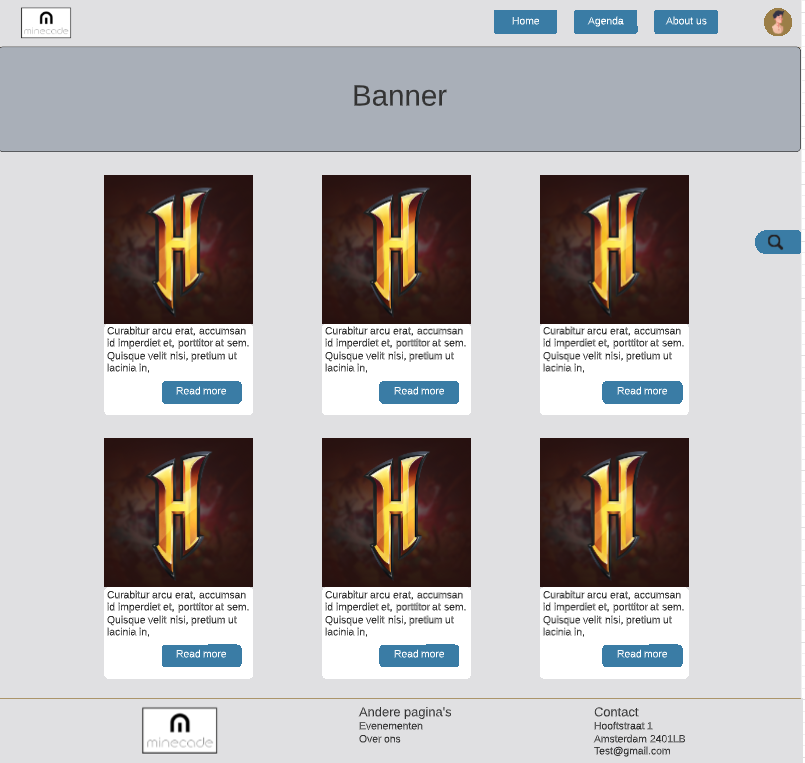 minecade
Home
Agenda
About us
Banner
Curabitur arcu erat, accumsan
id imperdiet et, porttitor at sem.
Quisque velit nisi, pretium ut
lacinia in,
Read more
Curabitur arcu erat, accumsan
id imperdiet et, porttitor at sem.
Quisque velit nisi, pretium ut
lacinia in,
Read more
Curabitur arcu erat, accumsan
id imperdiet et, porttitor at sem.
Quisque velit nisi, pretium ut
lacinia in,
Read more
Curabitur arcu erat, accumsan
id imperdiet et, porttitor at sem.
Quisque velit nisi, pretium ut
lacinia in,
Read more
Curabitur arcu erat, accumsan
id imperdiet et, porttitor at sem.
Quisque velit nisi, pretium ut
lacinia in,
Read more
Curabitur arcu erat, accumsan
id imperdiet et, porttitor at sem.
Quisque velit nisi, pretium ut
lacinia in,
Read more
minecade
Andere pagina's
Evenementen
Over ons
Contact
Hooftstraat 1
Amsterdam 2401LB
Test@gmail.com